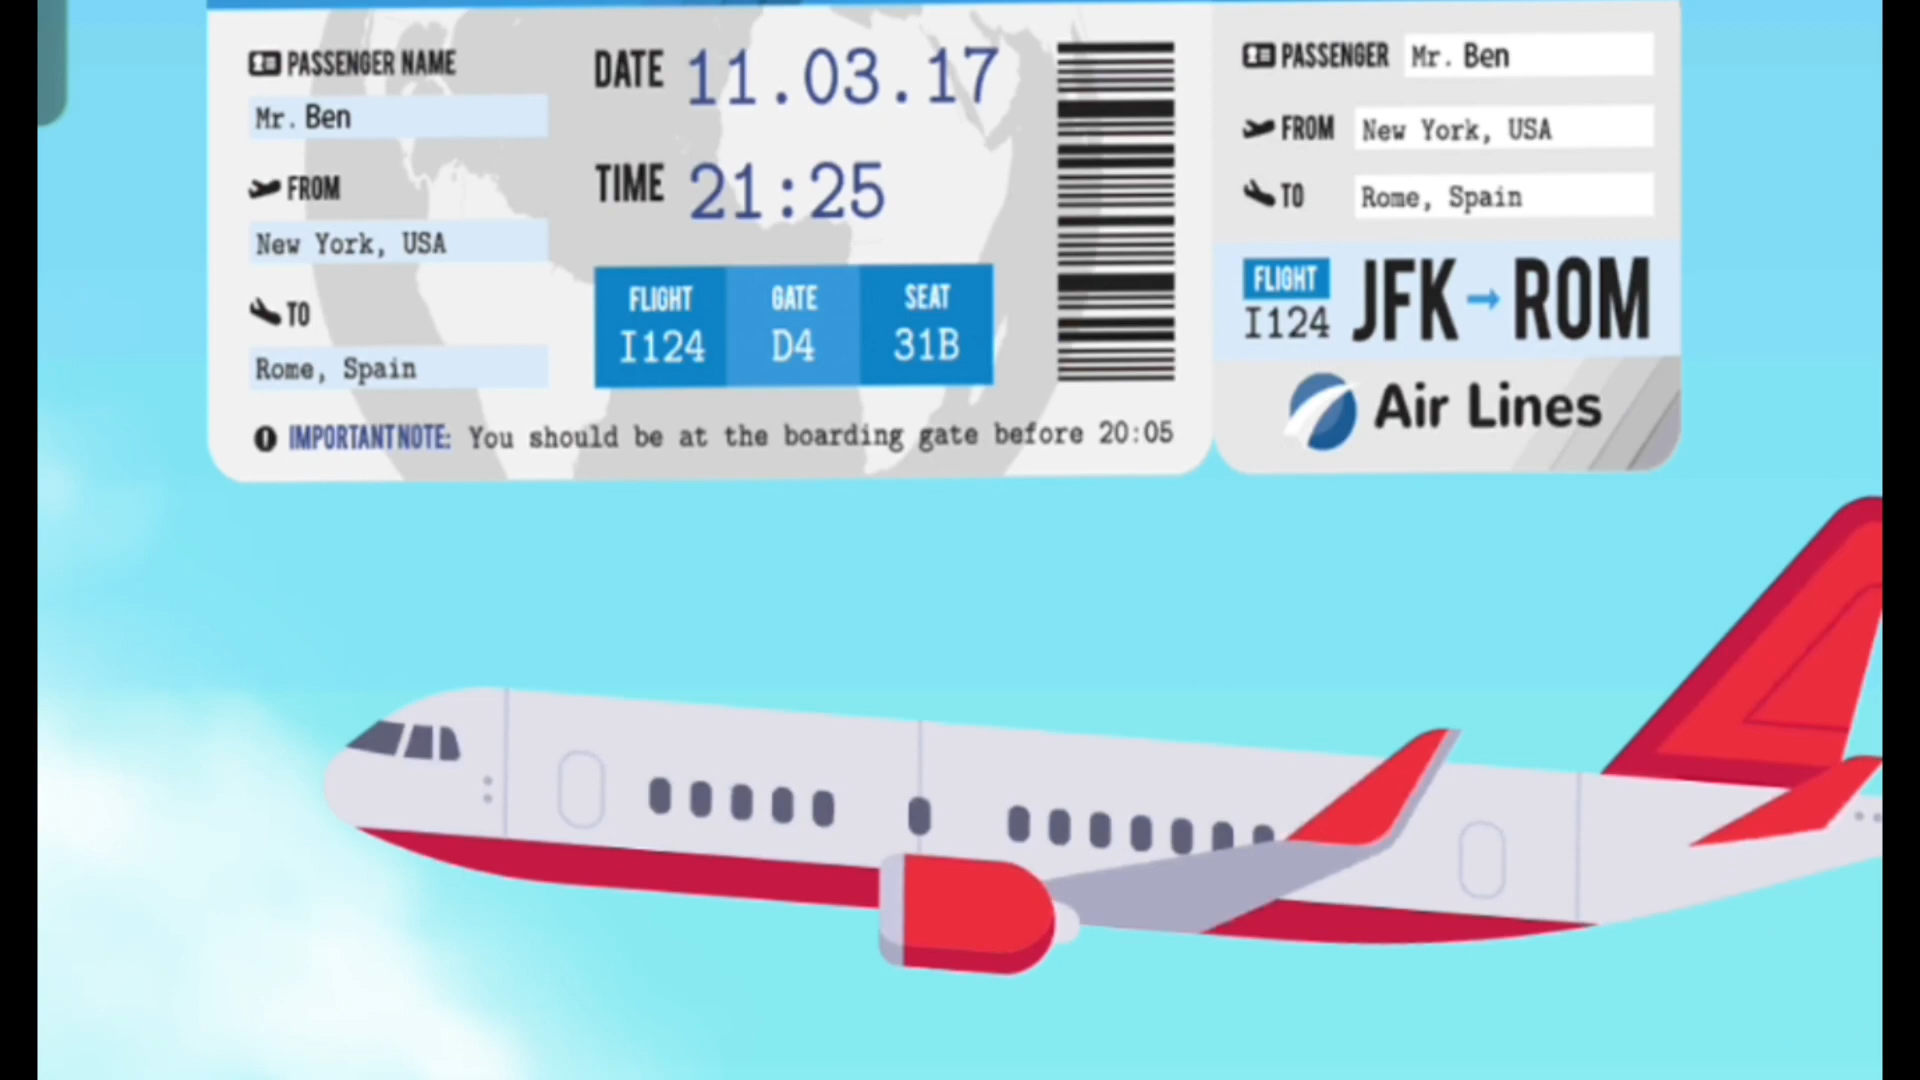 PASSENGER NAME
Mr. Ben
FROM
New York, USA
TO
Rome, Spain
DATE 11.03.17
TIME 21:25
FLIGHT GATE SEAT
I124 D4 31B
IMPORTANT NOTE: You should be at the boarding gate before 20:05
PASSENGER Mr. Ben
FROM New York, USA
TO Rome, Spain
FLIGHT
I124
JFK → ROM
Air Lines